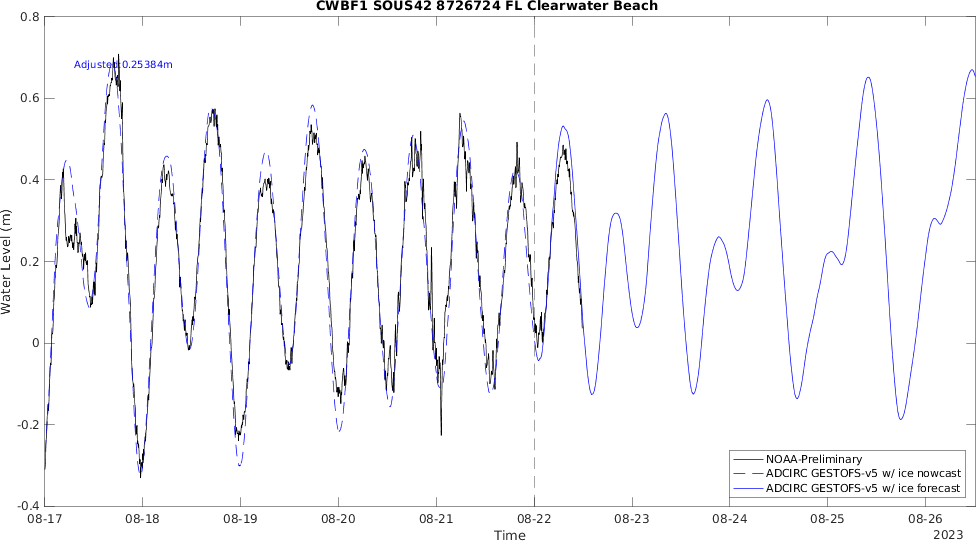 CWBF1 SOUS42 8726724 FL Clearwater Beach
Adjusted:0.25384m
Water Level (m)
0.8
0.6
0.4
0.2
0
-0.2
-0.4
NOAA-Preliminary
ADCIRC GESTOFS-v5 w/ ice nowcast
ADCIRC GESTOFS-v5 w/ ice forecast
08-17 08-18 08-19 08-20 08-21 08-22 08-23 08-24 08-25 08-26
Time
2023